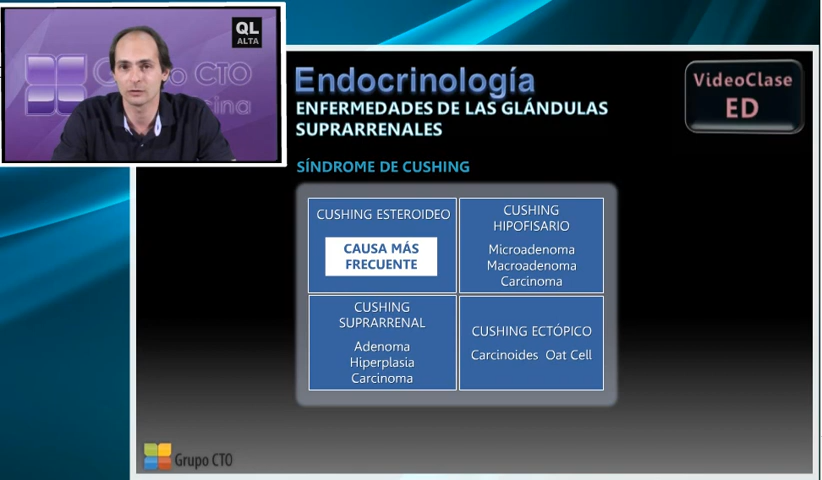 QL
ALTA
Grupo CTO
Medicina
Endocrinología
ENFERMEDADES DE LAS GLÁNDULAS
SUPRARRENALES
VideoClase
ED
SÍNDROME DE CUSHING
CUSHING ESTEROIDEO
CAUSA MÁS
FRECUENTE
CUSHING
HIPOFISARIO
Microadenoma
Macroadenoma
Carcinoma
CUSHING
SUPRARRENAL
Adenoma
Hiperplasia
Carcinoma
CUSHING ECTÓPICO
Carcinoides Oat Cell
Grupo CTO